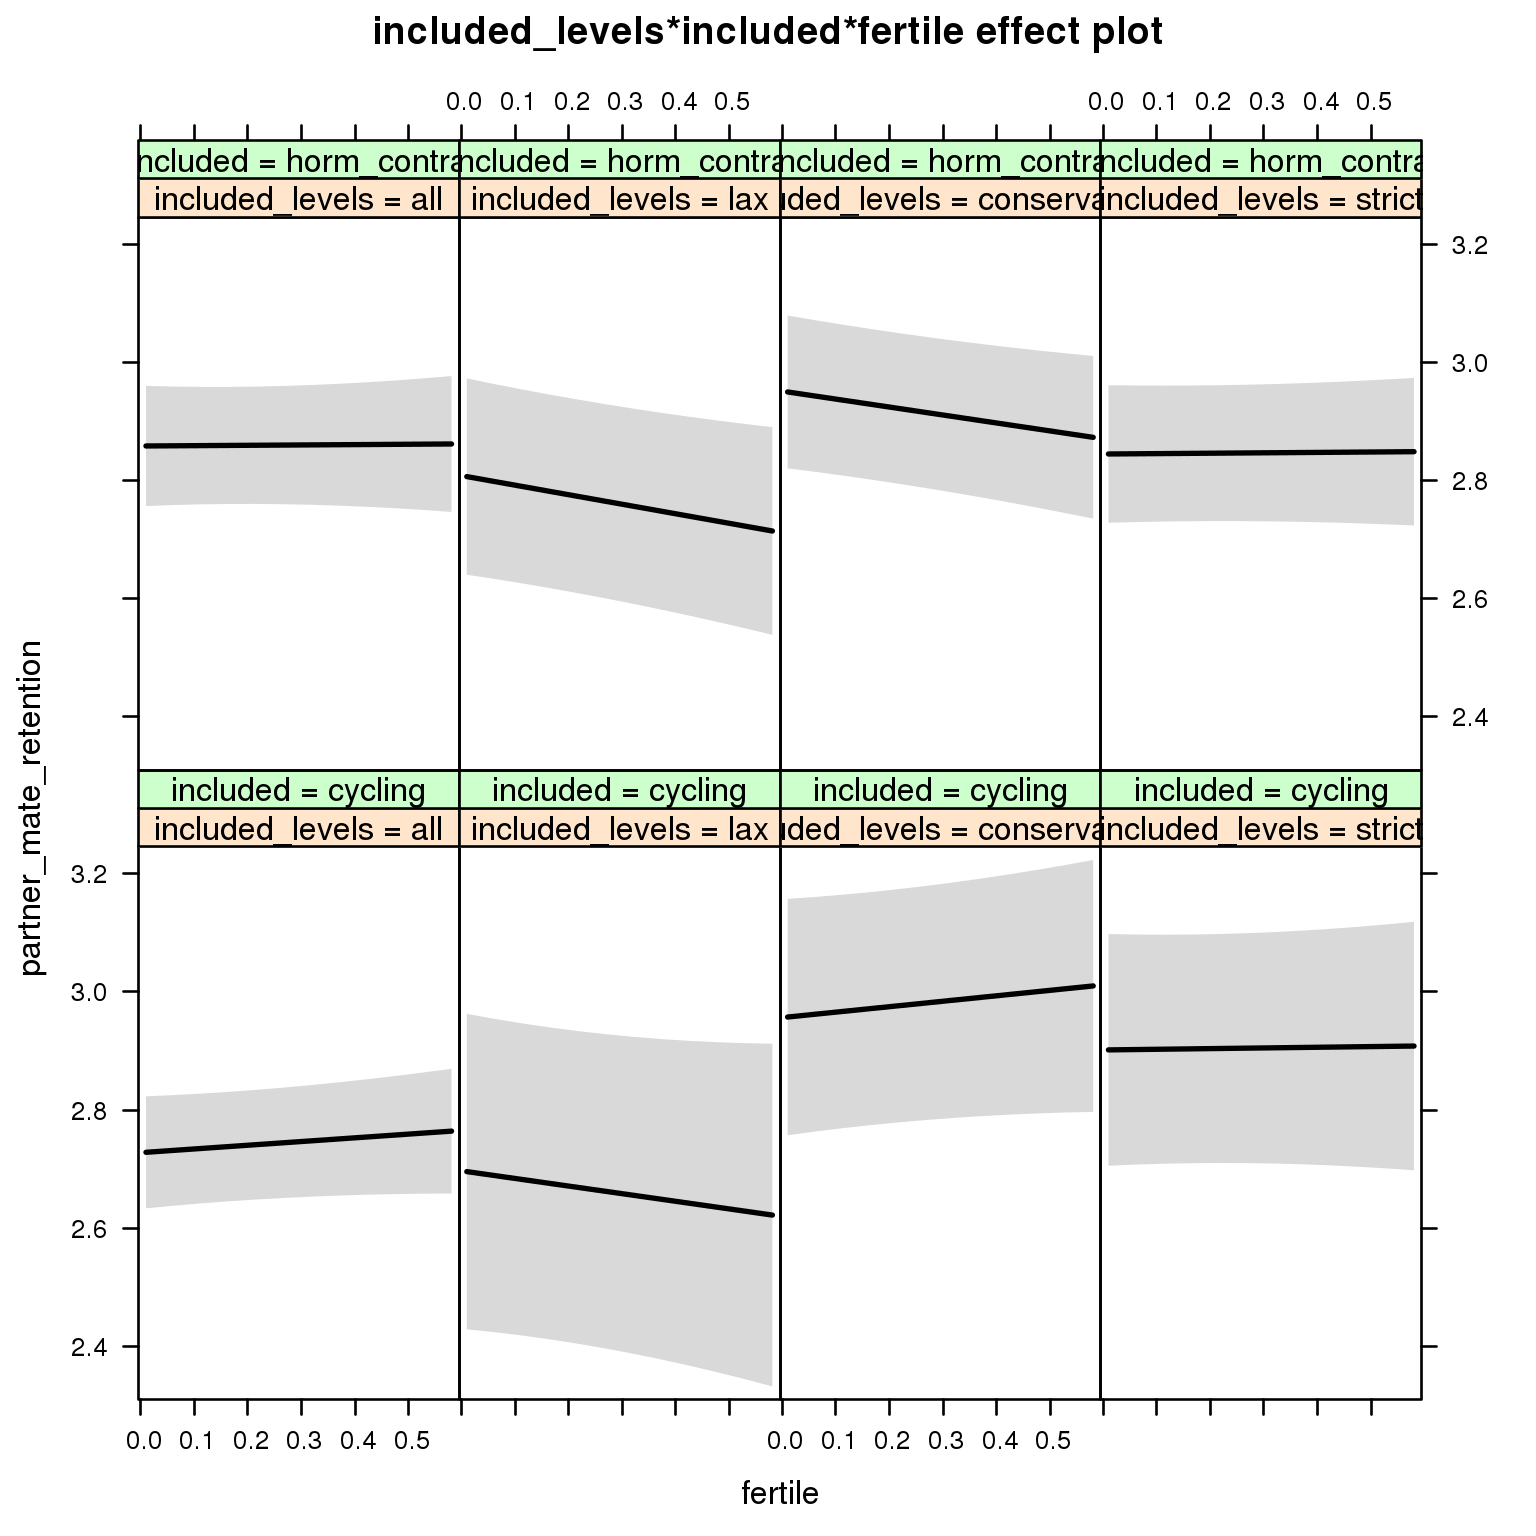 included_levels*included*fertile effect plot
0.0 0.1 0.2 0.3 0.4 0.5 0.0 0.1 0.2 0.3 0.4 0.5
ncluded = horm_contra ncluded = horm_contra ncluded = horm_contra ncluded = horm_contra
included_levels = all included_levels = lax uded_levels = conserva included_levels = strict
3.2
3.0
2.8
2.6
2.4
partner_mate_retention
included = cycling included = cycling included = cycling included = cycling
included_levels = all included_levels = lax uded_levels = conserva included_levels = strict
3.2
3.0
2.8
2.6
2.4
0.0 0.1 0.2 0.3 0.4 0.5 0.0 0.1 0.2 0.3 0.4 0.5
fertile